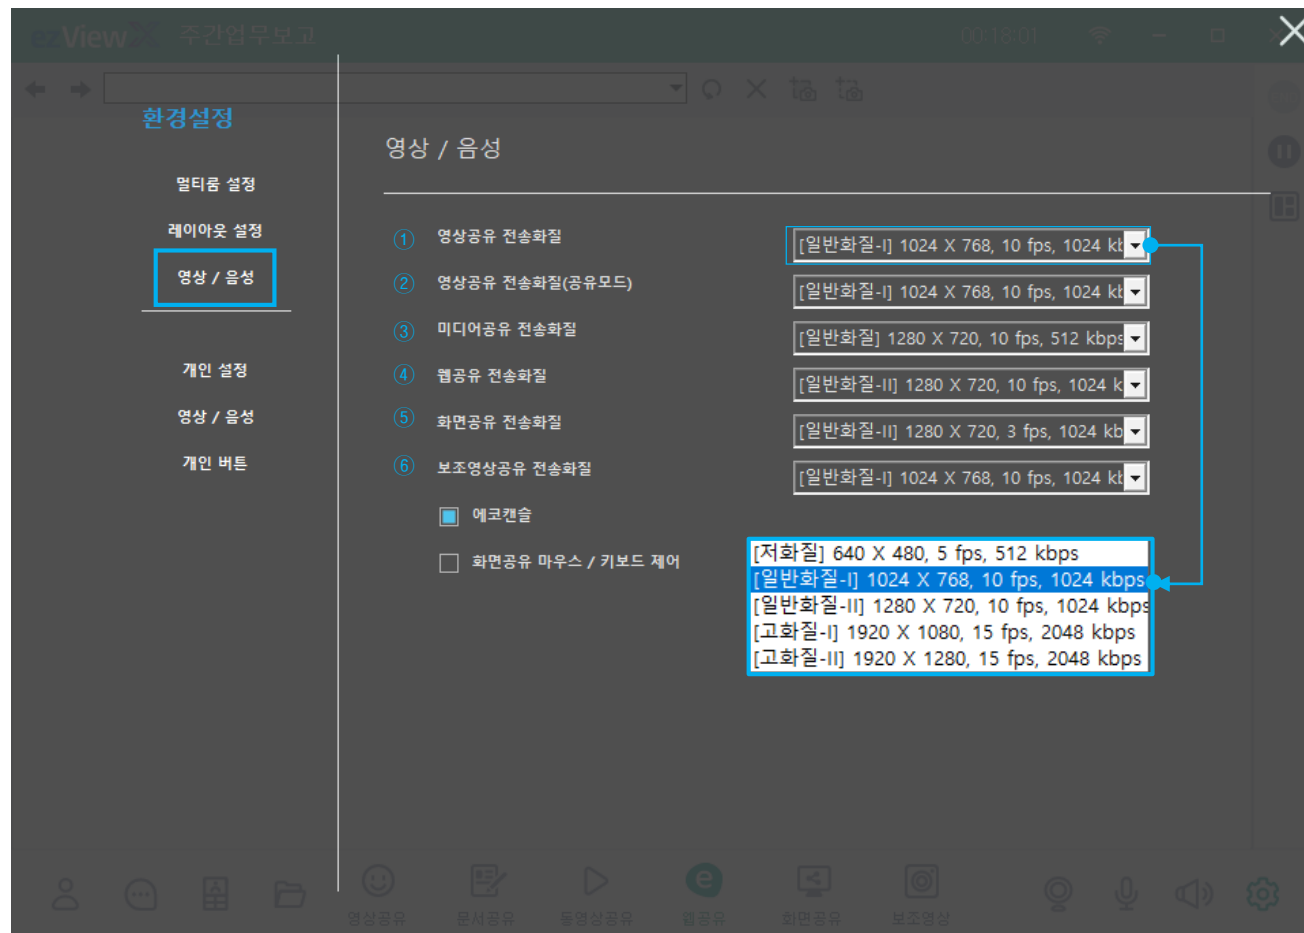 ezViewX 주간업무보고 00:18:01
환경설정
영상 / 음성
멀티룸 설정
레이아웃 설정
영상 / 음성
개인 설정
영상 / 음성
개인 버튼
① 영상공유 전송화질 [일반화질-I] 1024 X 768, 10 fps, 1024 kb
② 영상공유 전송화질(공유모드) [일반화질-I] 1024 X 768, 10 fps, 1024 kb
③ 미디어공유 전송화질 [일반화질] 1280 X 720, 10 fps, 512 kbps
④ 웹공유 전송화질 [일반화질-II] 1280 X 720, 10 fps, 1024 k
⑤ 화면공유 전송화질 [일반화질-II] 1280 X 720, 3 fps, 1024 kb
⑥ 보조영상공유 전송화질 [일반화질-I] 1024 X 768, 10 fps, 1024 kb
에코캔슬
화면공유 마우스 / 키보드 제어
[저화질] 640 X 480, 5 fps, 512 kbps
[일반화질-I] 1024 X 768, 10 fps, 1024 kbps
[일반화질-II] 1280 X 720, 10 fps, 1024 kbps
[고화질-I] 1920 X 1080, 15 fps, 2048 kbps
[고화질-II] 1920 X 1280, 15 fps, 2048 kbps
영상공유 문서공유 동영상공유 웹공유 화면공유 보조영상